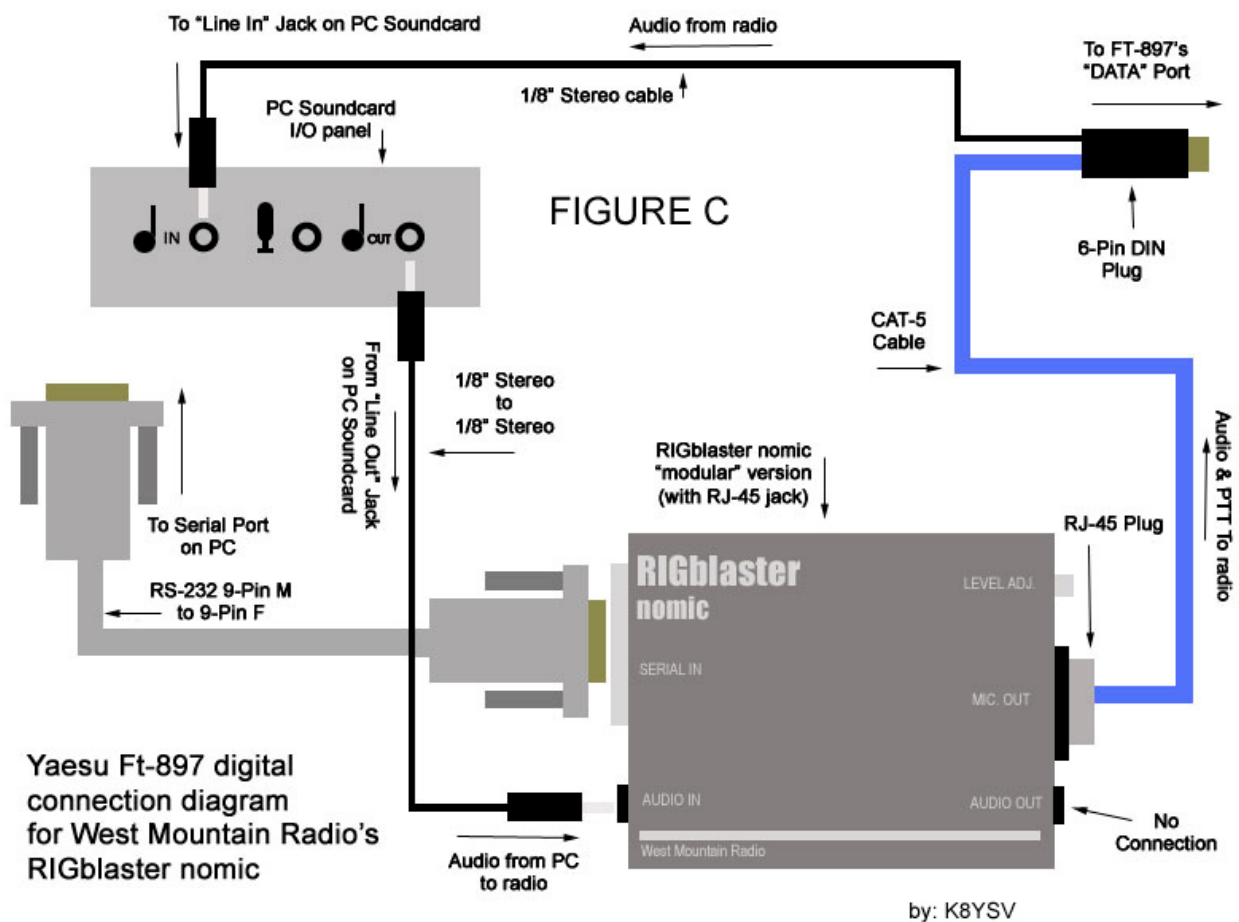 To "Line In" Jack on PC Soundcard
Audio from radio
To FT-897's
"DATA" Port
1/8" Stereo cable
PC Soundcard
I/O panel
FIGURE C
IN
OUT
6-Pin DIN
Plug
CAT-5
Cable
From "Line Out" Jack
on PC Soundcard
1/8" Stereo
to
1/8" Stereo
To Serial Port
on PC
RS-232 9-Pin M
to 9-Pin F
RIGblaster nomic
"modular" version
(with RJ-45 jack)
RJ-45 Plug
Audio & PTT To
radio
RIGblaster
nomic
LEVEL ADJ.
SERIAL IN
MIC. OUT
AUDIO IN
AUDIO OUT
West Mountain Radio
No
Connection
Audio from PC
to radio
Yaesu Ft-897 digital
connection diagram
for West Mountain Radio's
RIGblaster nomic
by: K8YSV